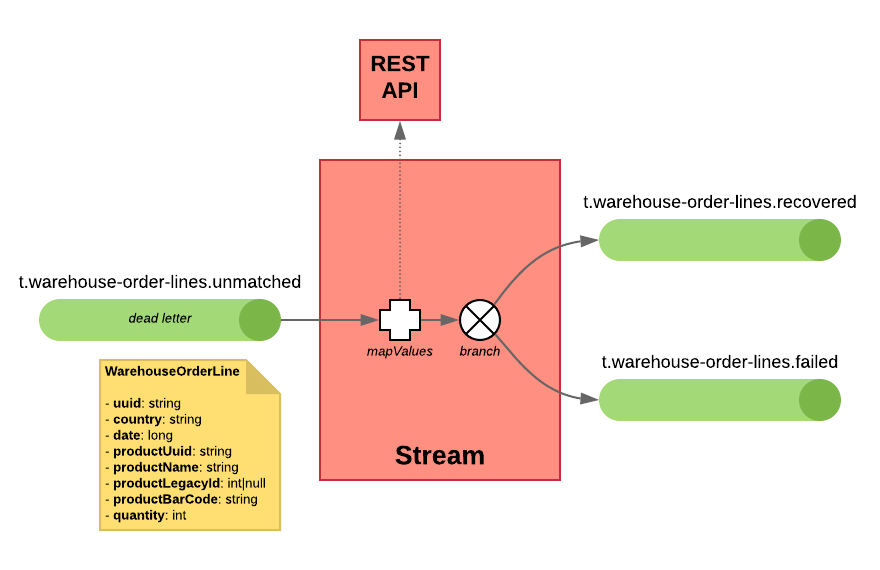 REST
API
t.warehouse-order-lines.recovered
t.warehouse-order-lines.unmatched
dead letter
mapValues
branch
t.warehouse-order-lines.failed
WarehouseOrderLine
- uuid: string
- country: string
- date: long
- productUuid: string
- productName: string
- productLegacyId: int|null
- productBarCode: string
- quantity: int
Stream